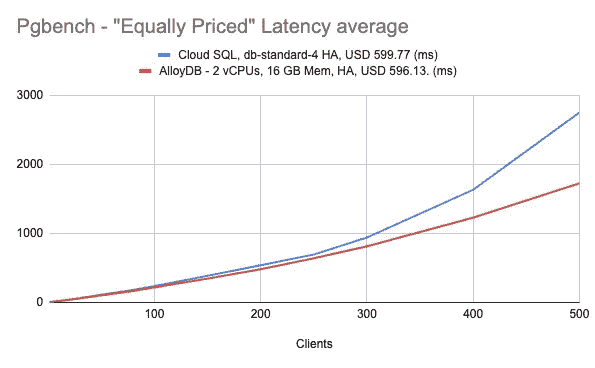 Pgbench - "Equally Priced" Latency average
Cloud SQL, db-standard-4 HA, USD 599.77 (ms)
AlloyDB - 2 vCPUs, 16 GB Mem, HA, USD 596.13. (ms)
3000
2000
1000
0
100 200 300 400 500
Clients